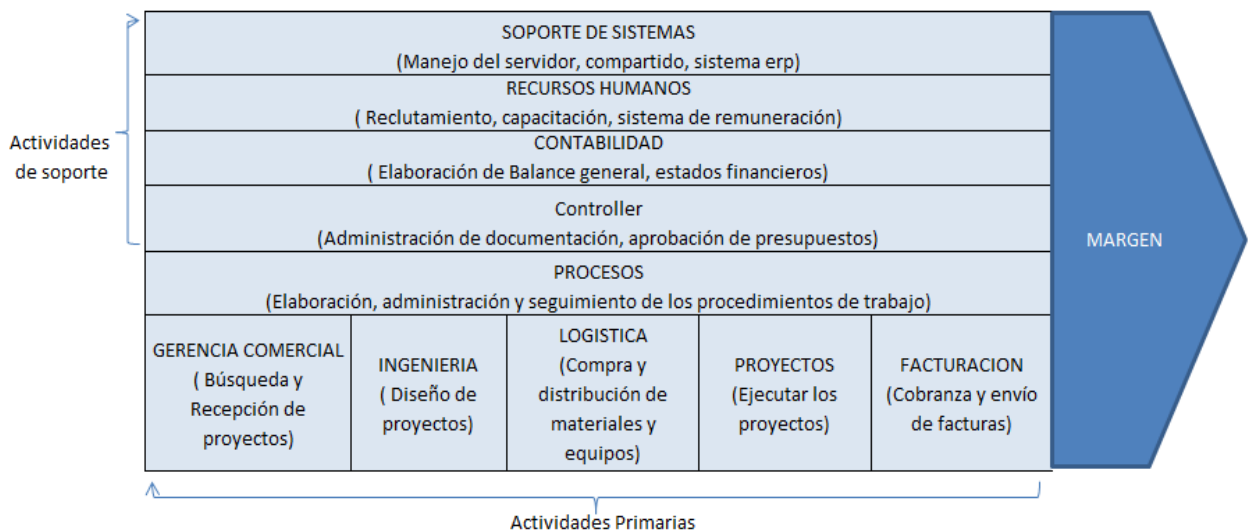 SOPORTE DE SISTEMAS
(Manejo del servidor, compartido, sistema erp)
RECURSOS HUMANOS
( Reclutamiento, capacitación, sistema de remuneración)
Actividades
de soporte
CONTABILIDAD
( Elaboración de Balance general, estados financieros)
Controller
(Administración de documentación, aprobación de presupuestos)
MARGEN
PROCESOS
(Elaboración, administración y seguimiento de los procedimientos de trabajo)
GERENCIA COMERCIAL
( Búsqueda y
Recepción de
proyectos)
INGENIERIA
( Diseño de
proyectos)
LOGISTICA
(Compra y
distribución de
materiales y
equipos)
PROYECTOS
(Ejecutar los
proyectos)
FACTURACION
(Cobranza y envío
de facturas)
Actividades Primarias